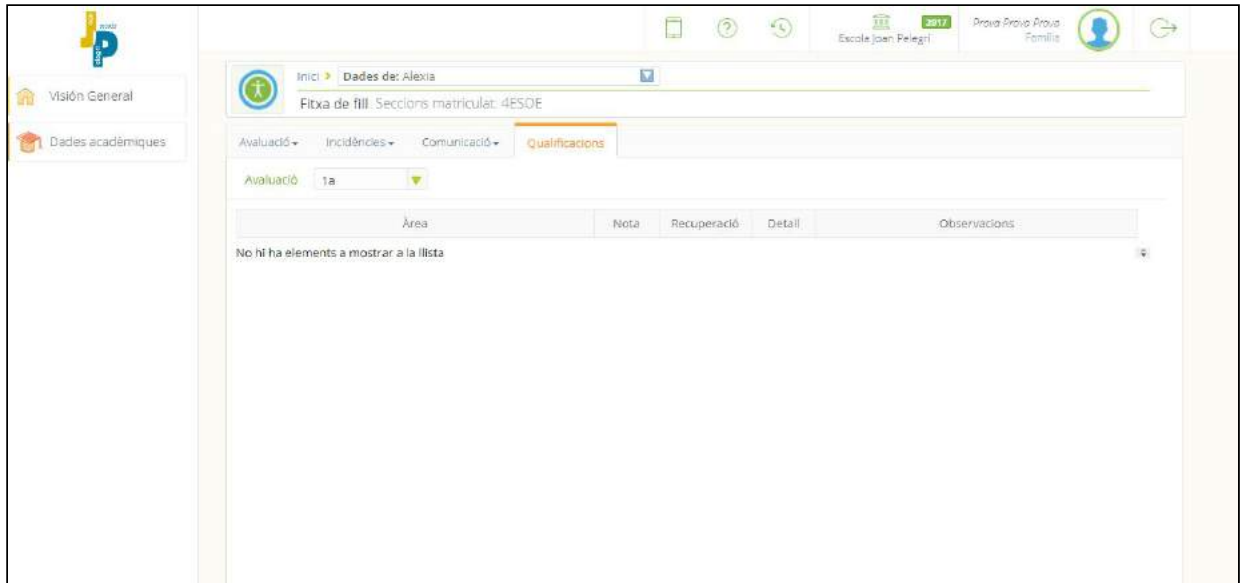 2017
Prova Prova Prova
Escola Joan Pelegrí
Família
Inici > Dades de: Alexia
Visión General
Fitxa de fill. Seccions matriculat: 4ESOE
Dades acadèmiques
Avaluació Incidències Comunicació Qualificacions
Avaluació 1a
Àrea Nota Recuperació Detall Observacions
No hi ha elements a mostrar a la llista